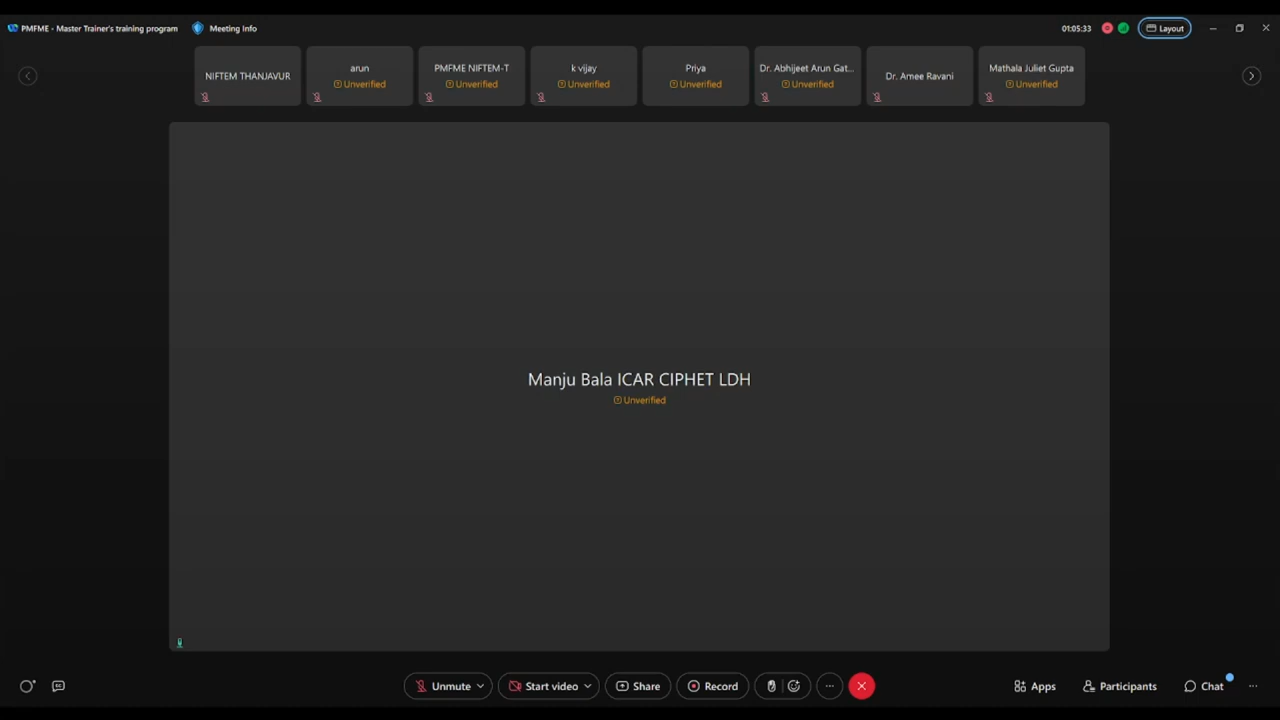 PMFME - Master Trainer's training program
Meeting Info
01:05:33
Layout
NIFTEM THANJAVUR
arun
Unverified
PMFME NIFTEM-T
Unverified
k vijay
Unverified
Priya
Unverified
Dr. Abhijeet Arun Gat...
Unverified
Dr. Amee Ravani
Mathala Juliet Gupta
Unverified
Manju Bala ICAR CIPHET LDH
Unverified
Unmute
Start video
Share
Record
Apps
Participants
Chat